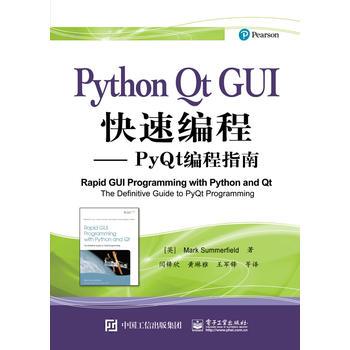 Pearson
Python Qt GUI
快速编程
——PyQt编程指南
Rapid GUI Programming with Python and Qt
The Definitive Guide to PyQt Programming
Rapid GUI
Programming
with Python and Qt
[英] Mark Summerfield 著
闫锋欣 黄琳雅 王军锋 等译
中国工信出版集团
电子工业出版社